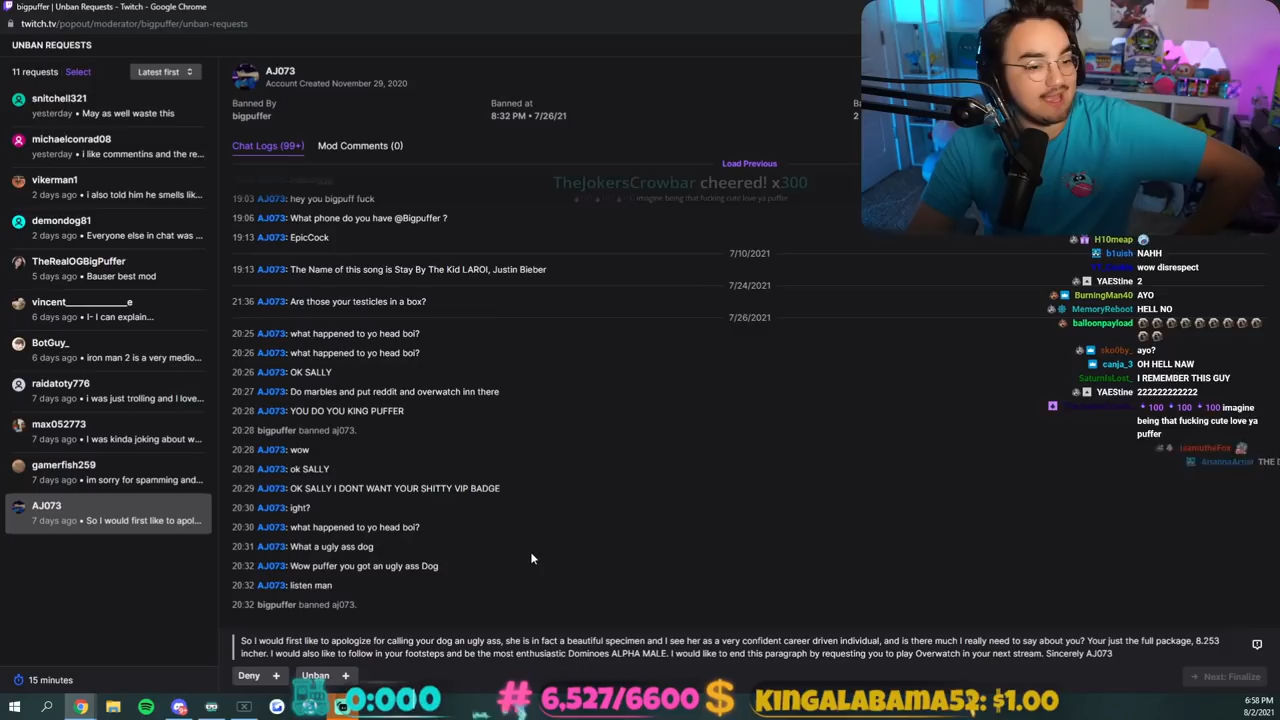 bigpuffer | Unban Requests - Twitch - Google Chrome
twitch.tv/popout/moderator/bigpuffer/unban-requests
UNBAN REQUESTS
11 requests Select Latest first
snitchell321
yesterday • May as well waste this
michaelconrad08
yesterday • i like commentins and the re...
vikerman1
2 days ago • i also told him he smells lik...
demondog81
2 days ago • Everyone else in chat was ...
TheRealOGBigPuffer
5 days ago • Bauser best mod
vincent____________e
6 days ago • I- I can explain...
BotGuy_
6 days ago • iron man 2 is a very medio...
raidatoty776
7 days ago • i was just trolling and I love...
max052773
7 days ago • I was kinda joking about w...
gamerfish259
7 days ago • im sorry for spamming and...
AJ073
7 days ago • So I would first like to apol...
15 minutes
AJ073
Account Created November 29, 2020
Banned By
bigpuffer
Banned at
8:32 PM • 7/26/21
2
Chat Logs (99+) Mod Comments (0)
Load Previous
TheJokersCrowbar cheered! x300
imagine being that fucking cute love ya puffer
19:03 AJ073: hey you bigpuff fuck
19:06 AJ073: What phone do you have @Bigpuffer ?
19:13 AJ073: EpicCock
7/10/2021
19:13 AJ073: The Name of this song is Stay By The Kid LAROI, Justin Bieber
7/24/2021
21:36 AJ073: Are those your testicles in a box?
7/26/2021
20:25 AJ073: what happened to yo head boi?
20:26 AJ073: what happened to yo head boi?
20:26 AJ073: OK SALLY
20:27 AJ073: Do marbles and put reddit and overwatch inn there
20:28 AJ073: YOU DO YOU KING PUFFER
20:28 bigpuffer banned aj073.
20:28 AJ073: wow
20:28 AJ073: ok SALLY
20:29 AJ073: OK SALLY I DONT WANT YOUR SHITTY VIP BADGE
20:30 AJ073: ight?
20:30 AJ073: what happened to yo head boi?
20:31 AJ073: What a ugly ass dog
20:32 AJ073: Wow puffer you got an ugly ass Dog
20:32 AJ073: listen man
20:32 bigpuffer banned aj073.
So I would first like to apologize for calling your dog an ugly ass, she is in fact a beautiful specimen and I see her as a very confident career driven individual, and is there much I really need to say about you? Your just the full package, 8.253
incher. I would also like to follow in your footsteps and be the most enthusiastic Dominoes ALPHA MALE. I would like to end this paragraph by requesting you to play Overwatch in your next stream. Sincerely AJ073
Deny + Unban +
Next: Finalize
H10meap
b1uish NAHH
wow disrespect
YAEStine 2
BurningMan40 AYO
MemoryReboot HELL NO
balloonpayload
sko0by_ ayo?
canja_3 OH HELL NAW
SaturnIsLost_ I REMEMBER THIS GUY
YAEStine 222222222222
100 100 100 imagine
being that fucking cute love ya
puffer
THE D
0:000 # 6,527/6600 $ KINGALABAMA52: $1.00
6:58 PM
8/2/2021